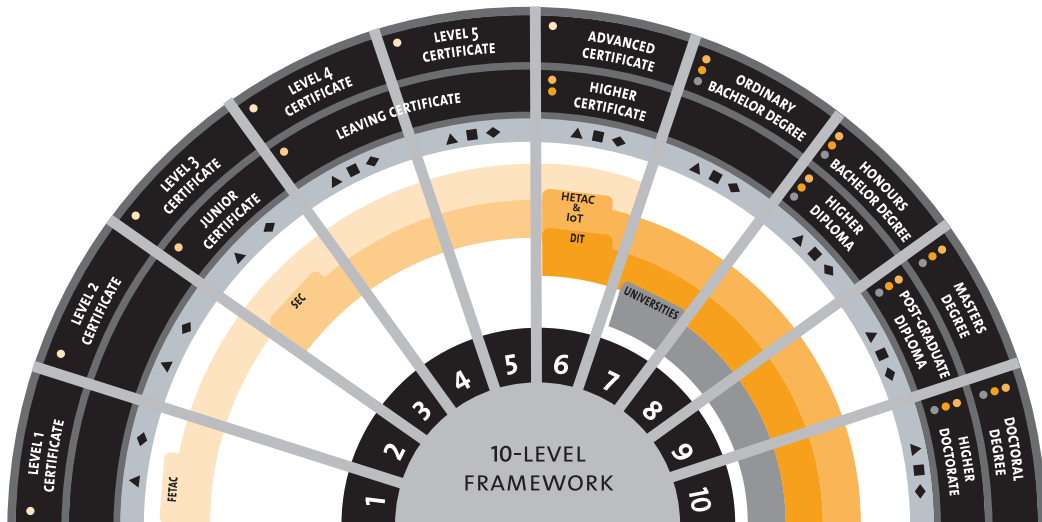 LEVEL 1
CERTIFICATE
LEVEL 2
CERTIFICATE
LEVEL 3
CERTIFICATE
JUNIOR
CERTIFICATE
LEVEL 4
CERTIFICATE
LEAVING CERTIFICATE
LEVEL 5
CERTIFICATE
ADVANCED
CERTIFICATE
HIGHER
CERTIFICATE
ORDINARY
BACHELOR DEGREE
HONOURS
BACHELOR DEGREE
HIGHER
DIPLOMA
MASTERS
DEGREE
POST-GRADUATE
DIPLOMA
DOCTORAL
DEGREE
HIGHER
DOCTORATE
FETAC
SEC
HETAC
&
IoT
DIT
UNIVERSITIES
1
2
3
4
5
6
7
8
9
10
10-LEVEL
FRAMEWORK